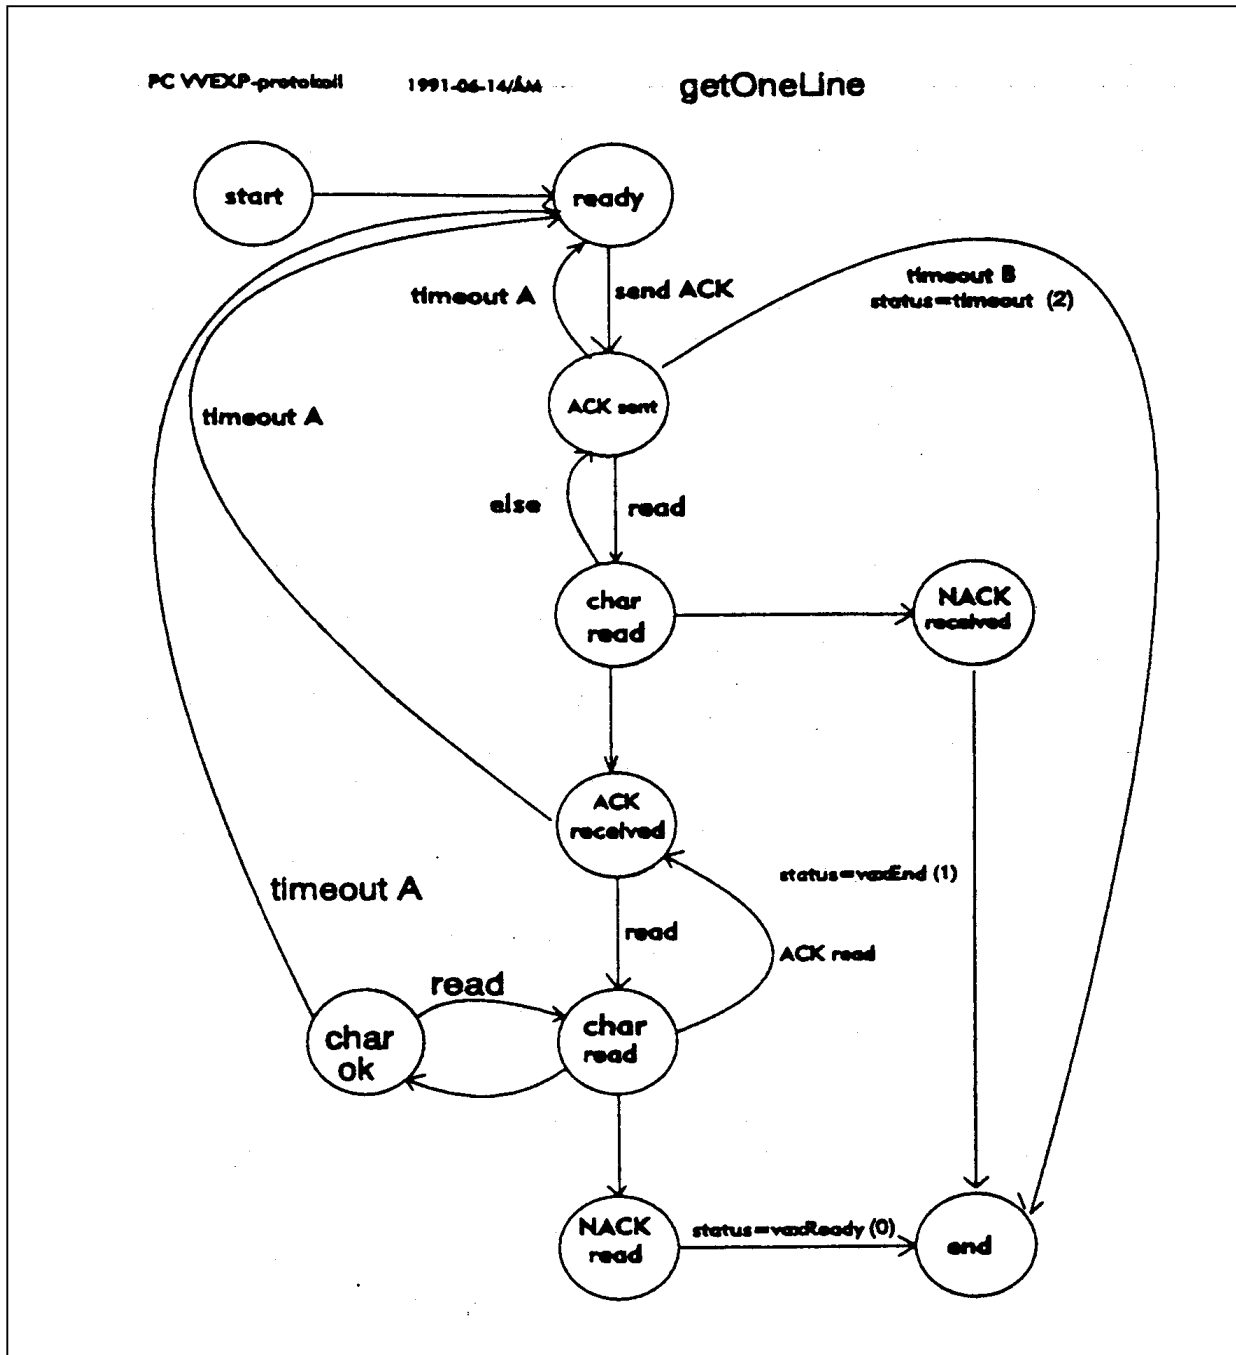 PC VVEXP-protokoll 1991-06-14/ÅM getOneLine
start
ready
timeout A
send ACK
timeout B
status=timeout (2)
ACK sent
timeout A
else
read
char
read
NACK
received
ACK
received
status=vaxEnd (1)
timeout A
read
ACK read
read
char
ok
char
read
NACK
read
status=vaxReady (0)
end